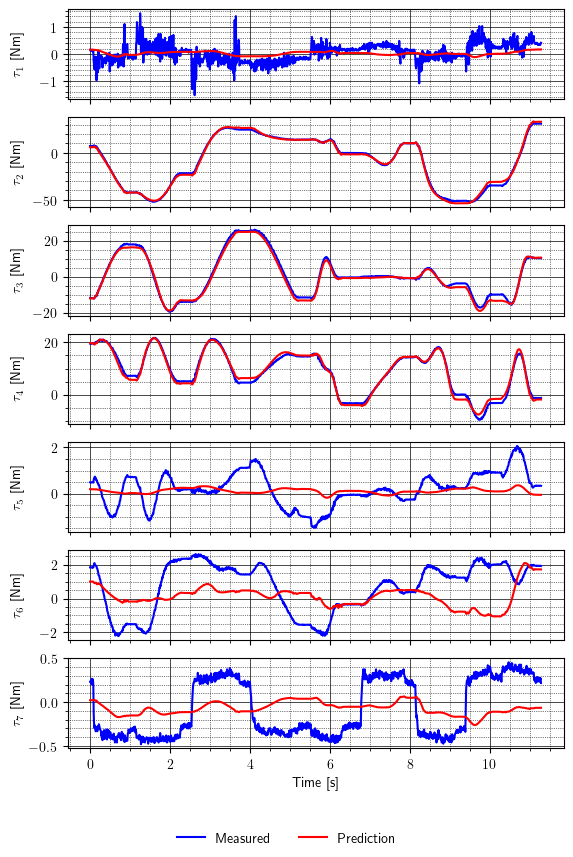 τ1 [Nm]
1
0
−1
τ2 [Nm]
0
−50
τ3 [Nm]
20
0
−20
τ4 [Nm]
20
0
τ5 [Nm]
2
0
τ6 [Nm]
2
0
−2
τ7 [Nm]
0.5
0.0
−0.5
0 2 4 6 8 10
Time [s]
Measured Prediction